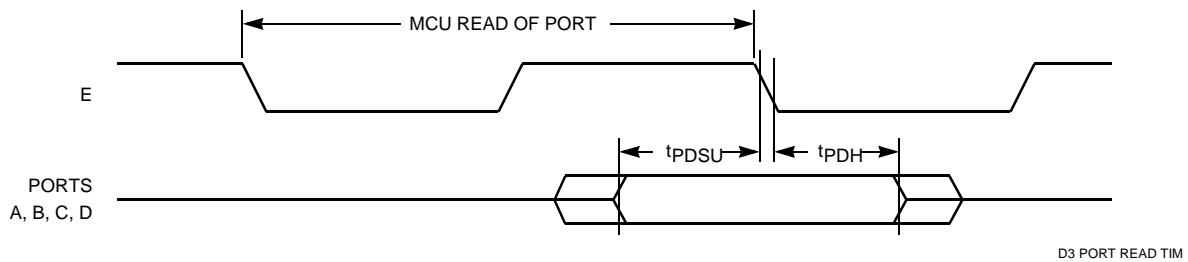 MCU READ OF PORT
E
tPDSU
tPDH
PORTS
A, B, C, D
D3 PORT READ TIM